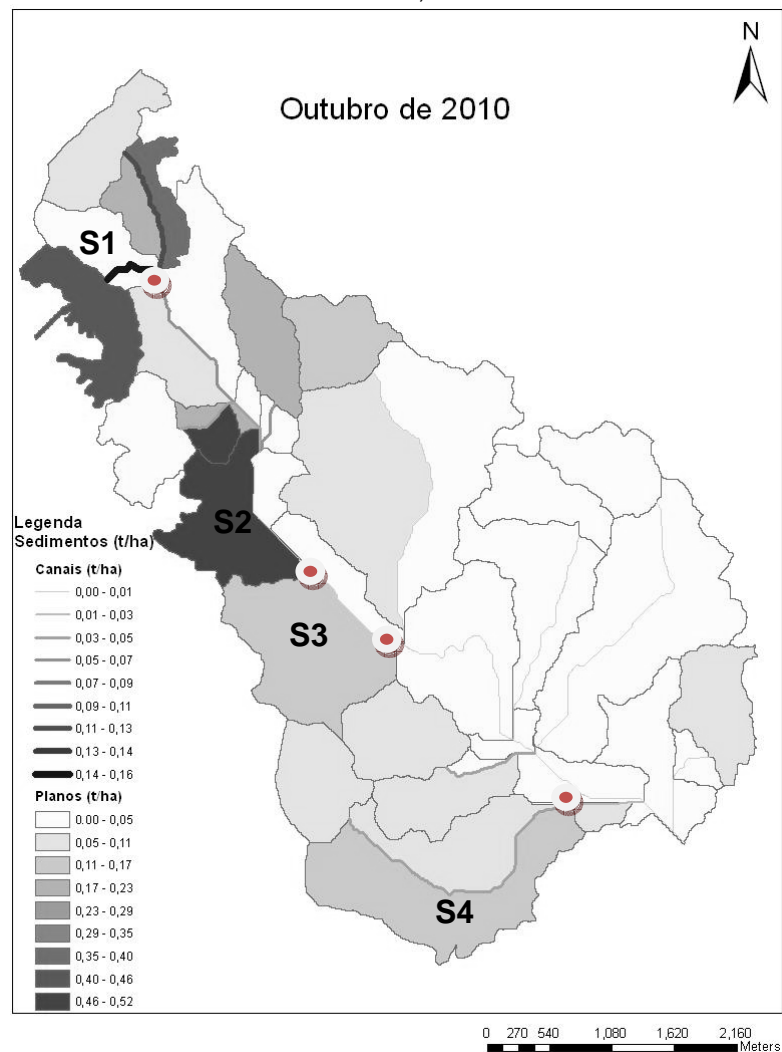 N
Outubro de 2010
S1
S2
S3
S4
Legenda
Sedimentos (t/ha)
Canais (t/ha)
0,00 - 0,01
0,01 - 0,03
0,03 - 0,05
0,05 - 0,07
0,07 - 0,09
0,09 - 0,11
0,11 - 0,13
0,13 - 0,14
0,14 - 0,16
Planos (t/ha)
0.00 - 0,05
0,05 - 0,11
0,11 - 0,17
0,17 - 0,23
0,23 - 0,29
0,29 - 0,35
0,35 - 0,40
0,40 - 0,46
0,46 - 0,52
0 270 540 1,080 1,620 2,160
Meters